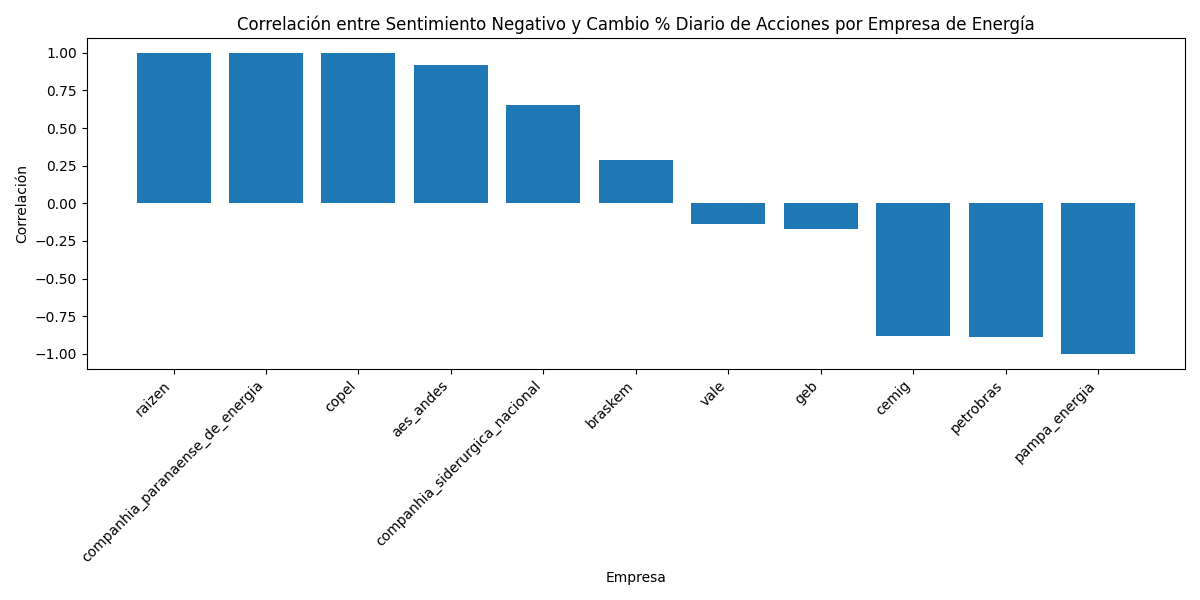 Correlación entre Sentimiento Negativo y Cambio % Diario de Acciones por Empresa de Energía
Correlación
1.00
0.75
0.50
0.25
0.00
−0.25
−0.50
−0.75
−1.00
raizen
companhia_paranaense_de_energia
copel
aes_andes
companhia_siderurgica_nacional
braskem
vale
geb
cemig
petrobras
pampa_energia
Empresa